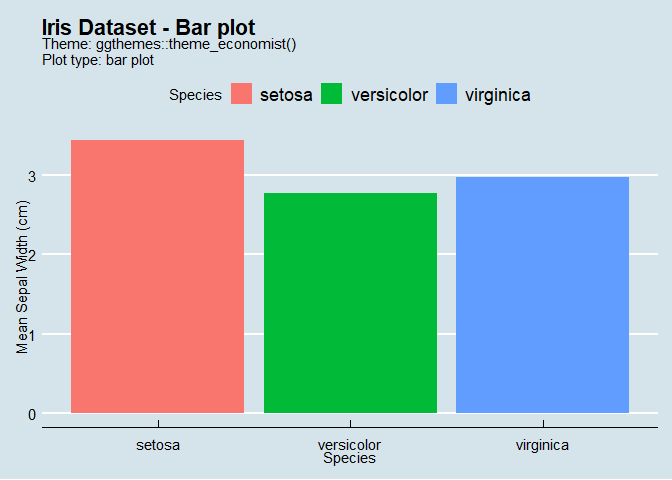 Iris Dataset - Bar plot
Theme: ggthemes::theme_economist()
Plot type: bar plot
Species setosa versicolor virginica
Mean Sepal Width (cm)
3
2
1
0
setosa versicolor virginica
Species